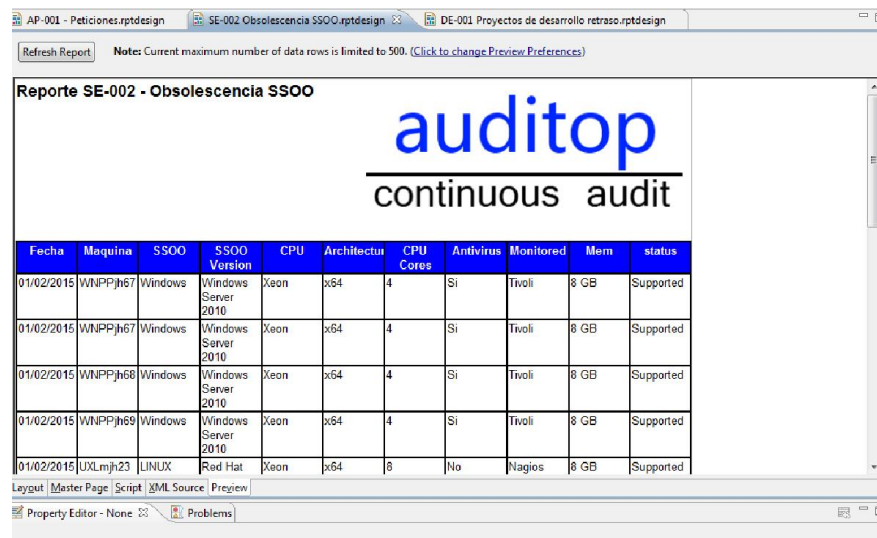 AP-001 - Peticiones.rptdesign
SE-002 Obsolescencia SSOO.rptdesign
DE-001 Proyectos de desarrollo retraso.rptdesign
Refresh Report
Note: Current maximum number of data rows is limited to 500. (Click to change Preview Preferences)
Reporte SE-002 - Obsolescencia SSOO
auditop
continuous audit
Fecha Maquina SSOO SSOO Version CPU Architectur CPU Cores Antivirus Monitored Mem status
01/02/2015 WNPPjh67 Windows Windows Server 2010 Xeon x64 4 Si Tivoli 8 GB Supported
01/02/2015 WNPPjh67 Windows Windows Server 2010 Xeon x64 4 Si Tivoli 8 GB Supported
01/02/2015 WNPPjh68 Windows Windows Server 2010 Xeon x64 4 Si Tivoli 8 GB Supported
01/02/2015 WNPPjh69 Windows Windows Server 2010 Xeon x64 4 Si Tivoli 8 GB Supported
01/02/2015 UXLmjh23 LINUX Red Hat Xeon x64 8 No Nagios 8 GB Supported
Layout Master Page Script XML Source Preview
Property Editor - None
Problems